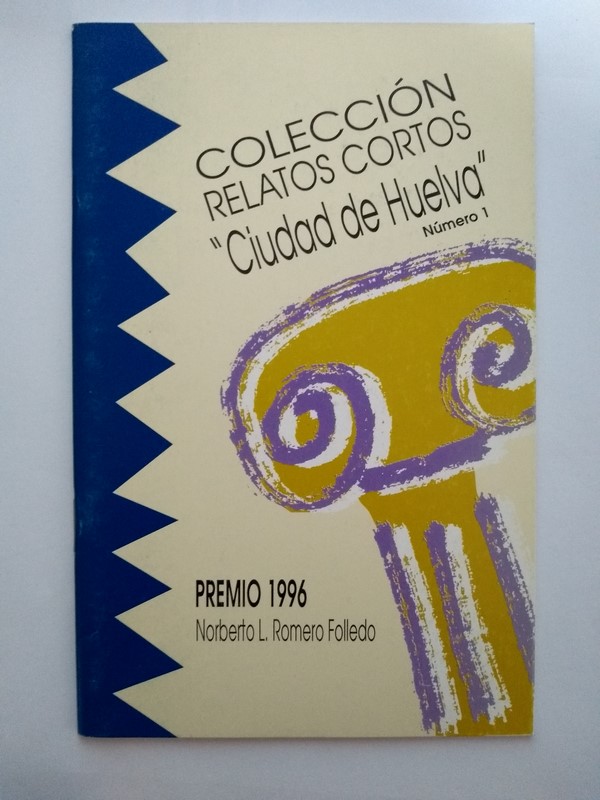 COLECCIÓN
RELATOS CORTOS
"Ciudad de Huelva"
Número 1
PREMIO 1996
Norberto L. Romero Folledo